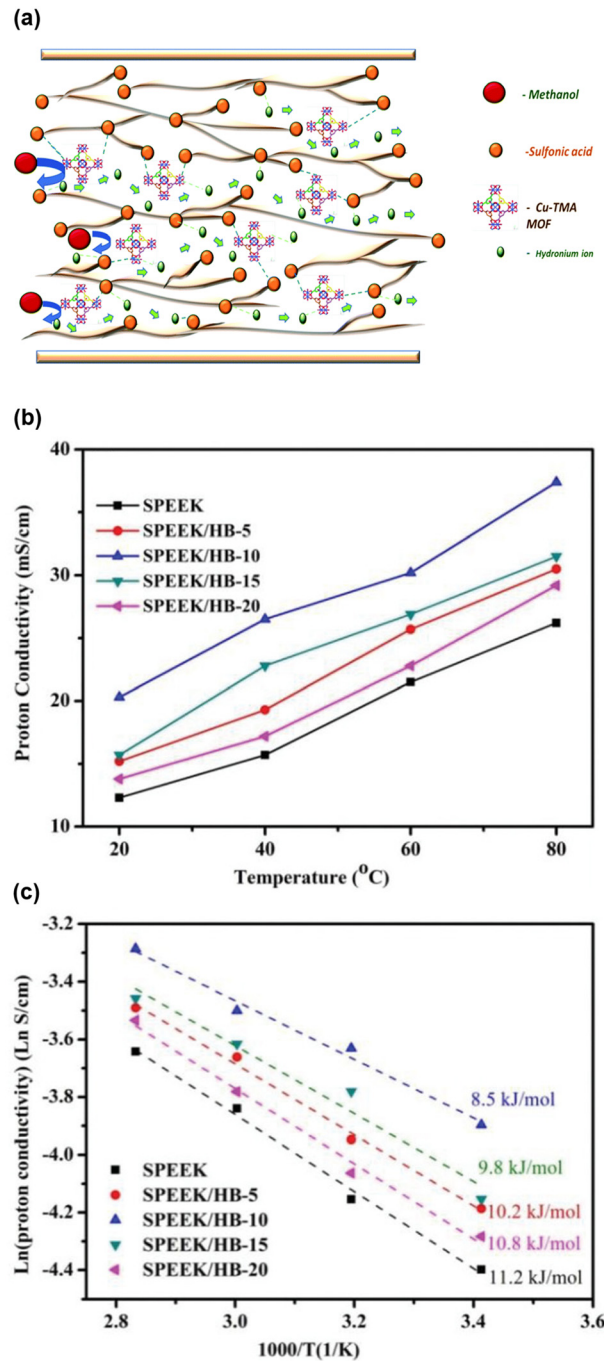 (a)
- Methanol
-Sulfonic acid
- Cu-TMA
MOF
- Hydronium ion
(b)
40
30
20
10
Proton Conductivity (mS/cm)
SPEEK
SPEEK/HB-5
SPEEK/HB-10
SPEEK/HB-15
SPEEK/HB-20
20
40
60
80
Temperature (°C)
(c)
-3.2
-3.4
-3.6
-3.8
-4.0
-4.2
-4.4
Ln(proton conductivity) (Ln S/cm)
8.5 kJ/mol
9.8 kJ/mol
10.2 kJ/mol
10.8 kJ/mol
11.2 kJ/mol
SPEEK
SPEEK/HB-5
SPEEK/HB-10
SPEEK/HB-15
SPEEK/HB-20
2.8
3.0
3.2
3.4
3.6
1000/T(1/K)